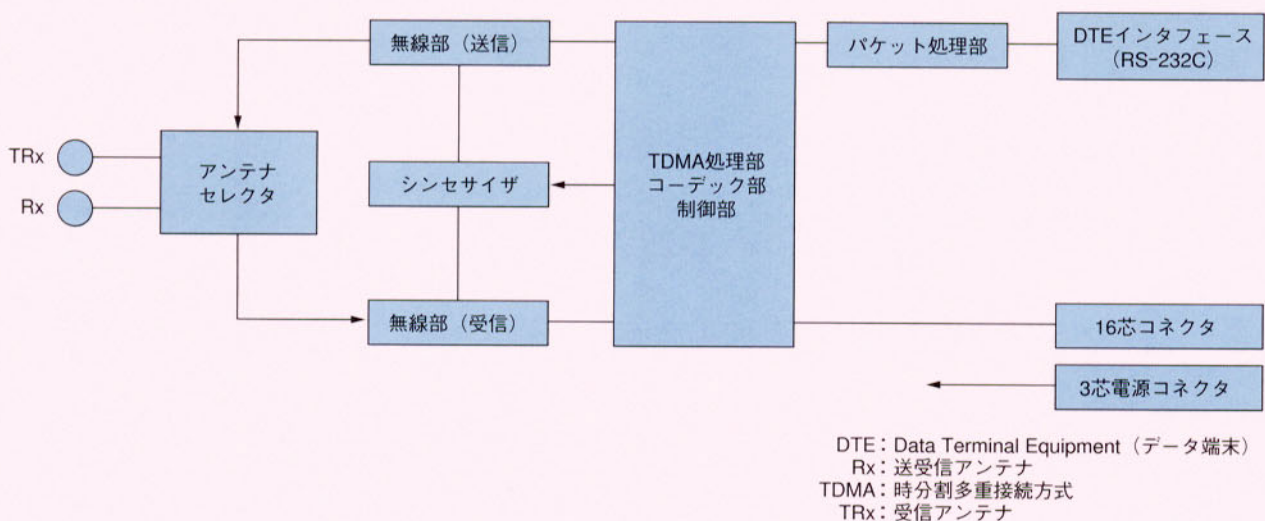 無線部（送信）
パケット処理部
DTEインタフェース
（RS-232C）
TRx
Rx
アンテナ
セレクタ
シンセサイザ
TDMA処理部
コーデック部
制御部
無線部（受信）
16芯コネクタ
3芯電源コネクタ
DTE：Data Terminal Equipment（データ端末）
Rx：送受信アンテナ
TDMA：時分割多重接続方式
TRx：受信アンテナ